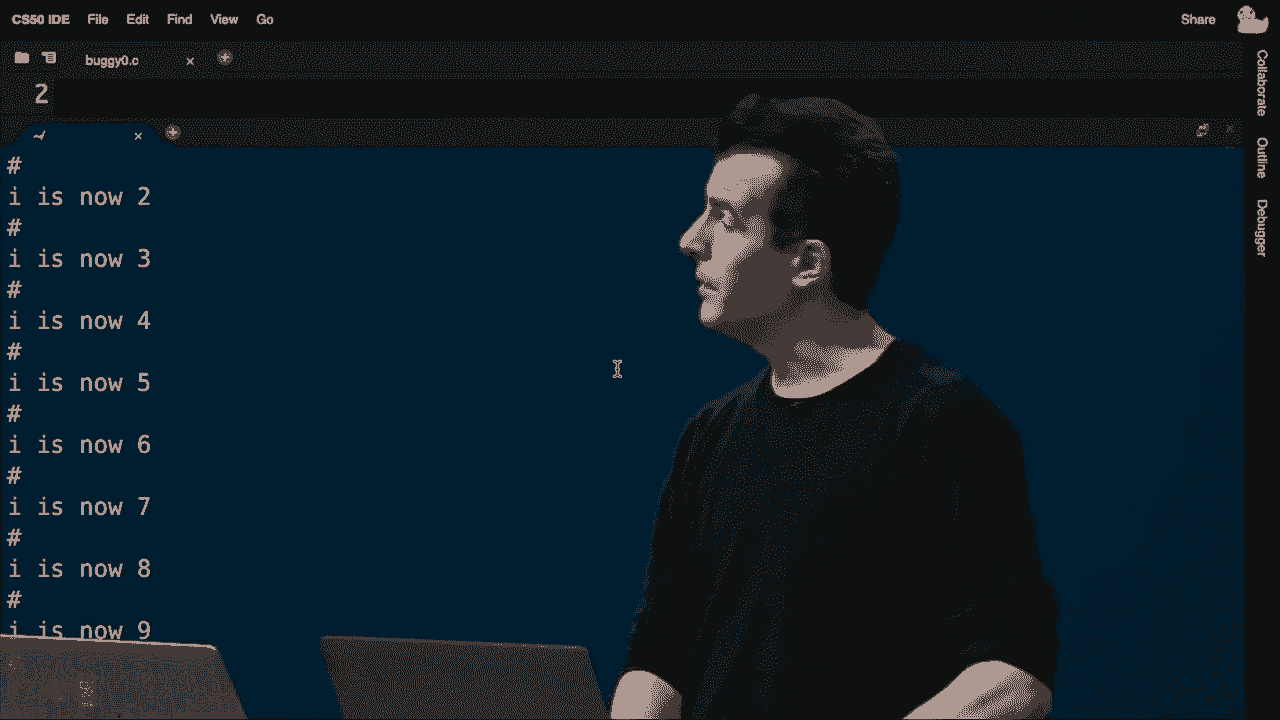 CS50 IDE File Edit Find View Go Share
buggy0.c
2
#
i is now 2
#
i is now 3
#
i is now 4
#
i is now 5
#
i is now 6
#
i is now 7
#
i is now 8
#
i is now 9
Collaborate
Outline
Debugger